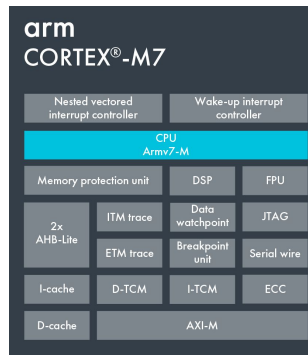 arm
CORTEX®-M7
Nested vectored
interrupt controller
Wake-up interrupt
controller
CPU
Armv7-M
Memory protection unit
DSP
FPU
2x
AHB-Lite
ITM trace
Data
watchpoint
JTAG
ETM trace
Breakpoint
unit
Serial wire
I-cache
D-TCM
I-TCM
ECC
D-cache
AXI-M